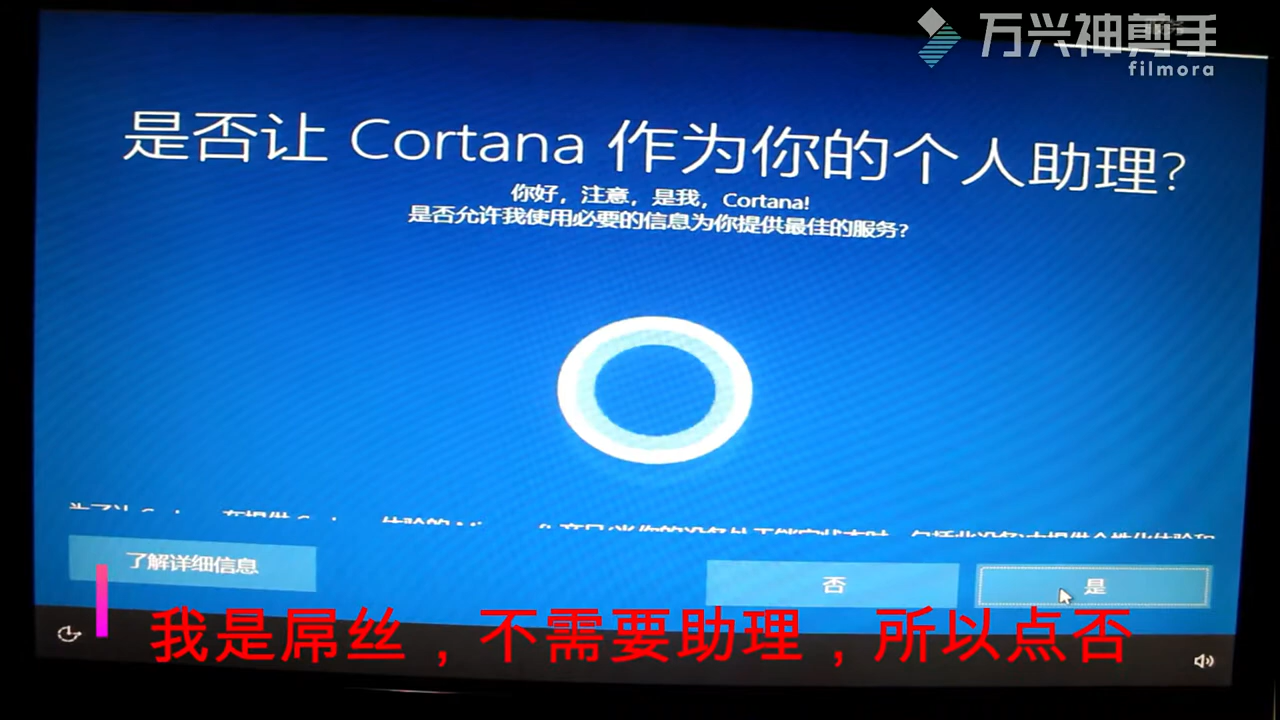 万兴神剪手
filmora
是否让 Cortana 作为你的个人助理?
你好，注意，是我，Cortana!
是否允许我使用必要的信息为你提供最佳的服务?
了解详细信息
否
是
我是屌丝，不需要助理，所以点否